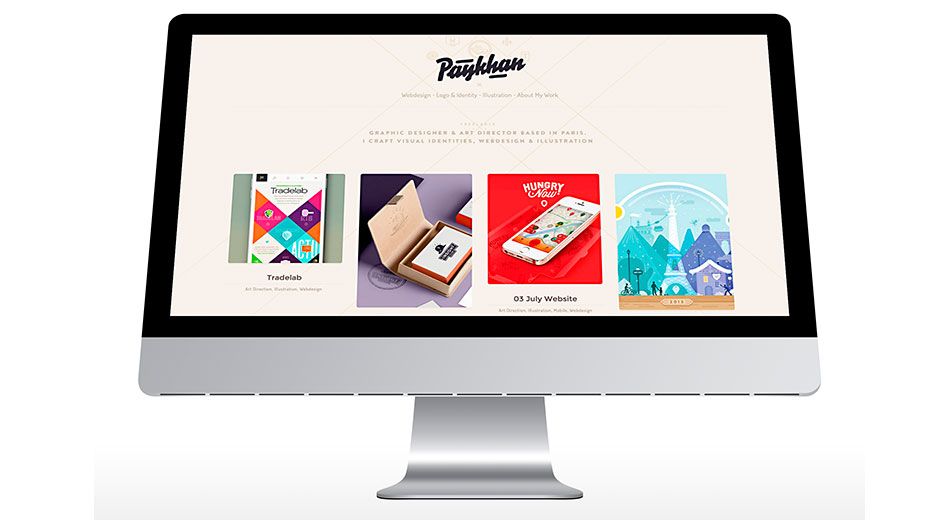 Paykhan
Webdesign - Logo & Identity - Illustration - About My Work
GRAPHIC DESIGNER & ART DIRECTOR BASED IN PARIS.
I CRAFT VISUAL IDENTITIES, WEBDESIGN & ILLUSTRATION
Tradelab
HUNGRY
Now
Tradelab
Art Direction, Illustration, Webdesign
03 July Website
Art Direction, Illustration, Mobile, Webdesign
2013